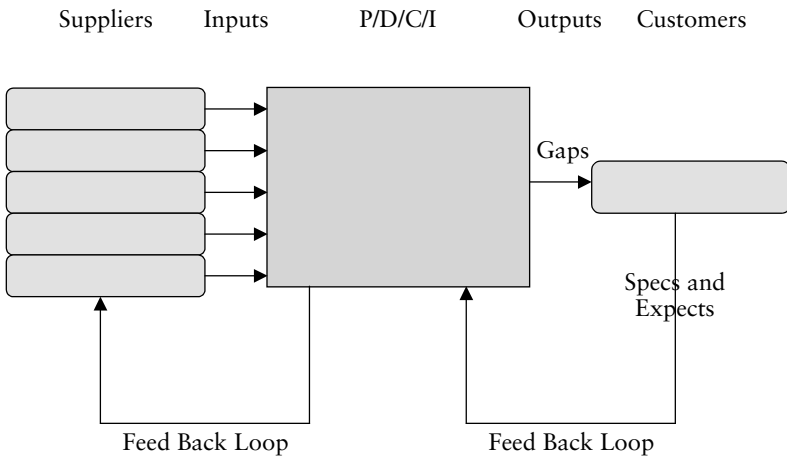 Suppliers Inputs P/D/C/I Outputs Customers
Gaps
Specs and
Expects
Feed Back Loop Feed Back Loop